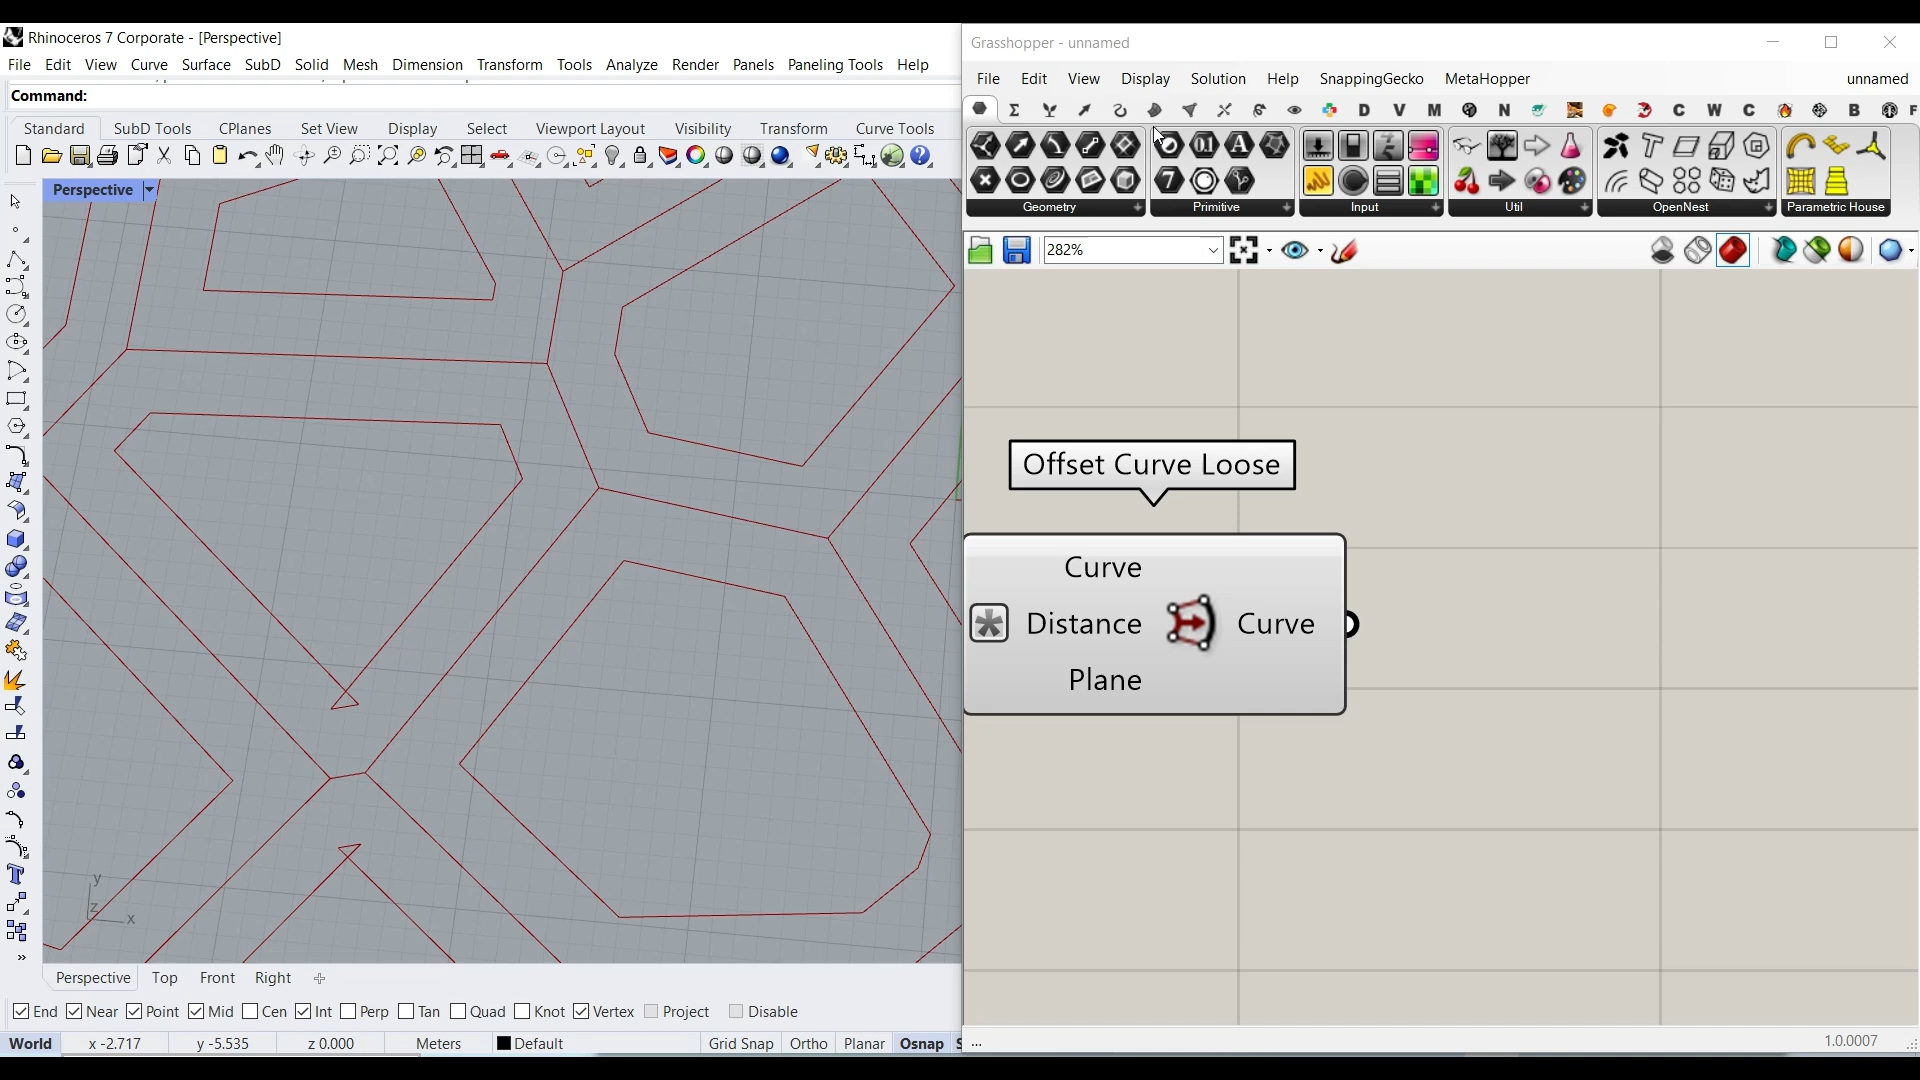 Rhinoceros 7 Corporate - [Perspective]
File Edit View Curve Surface SubD Solid Mesh Dimension Transform Tools Analyze Render Panels Paneling Tools Help
Command:
Standard SubD Tools CPlanes Set View Display Select Viewport Layout Visibility Transform Curve Tools
Perspective
y
z
x
Perspective Top Front Right
End Near Point Mid Cen Int Perp Tan Quad Knot Vertex Project Disable
World x -2.717 y -5.535 z 0.000 Meters Default Grid Snap Ortho Planar Osnap S
Grasshopper - unnamed
File Edit View Display Solution Help SnappingGecko MetaHopper unnamed
D V M N C W C B F
Geometry Primitive Input Util OpenNest Parametric House
282%
Offset Curve Loose
Curve
Distance Curve
Plane
...
1.0.0007